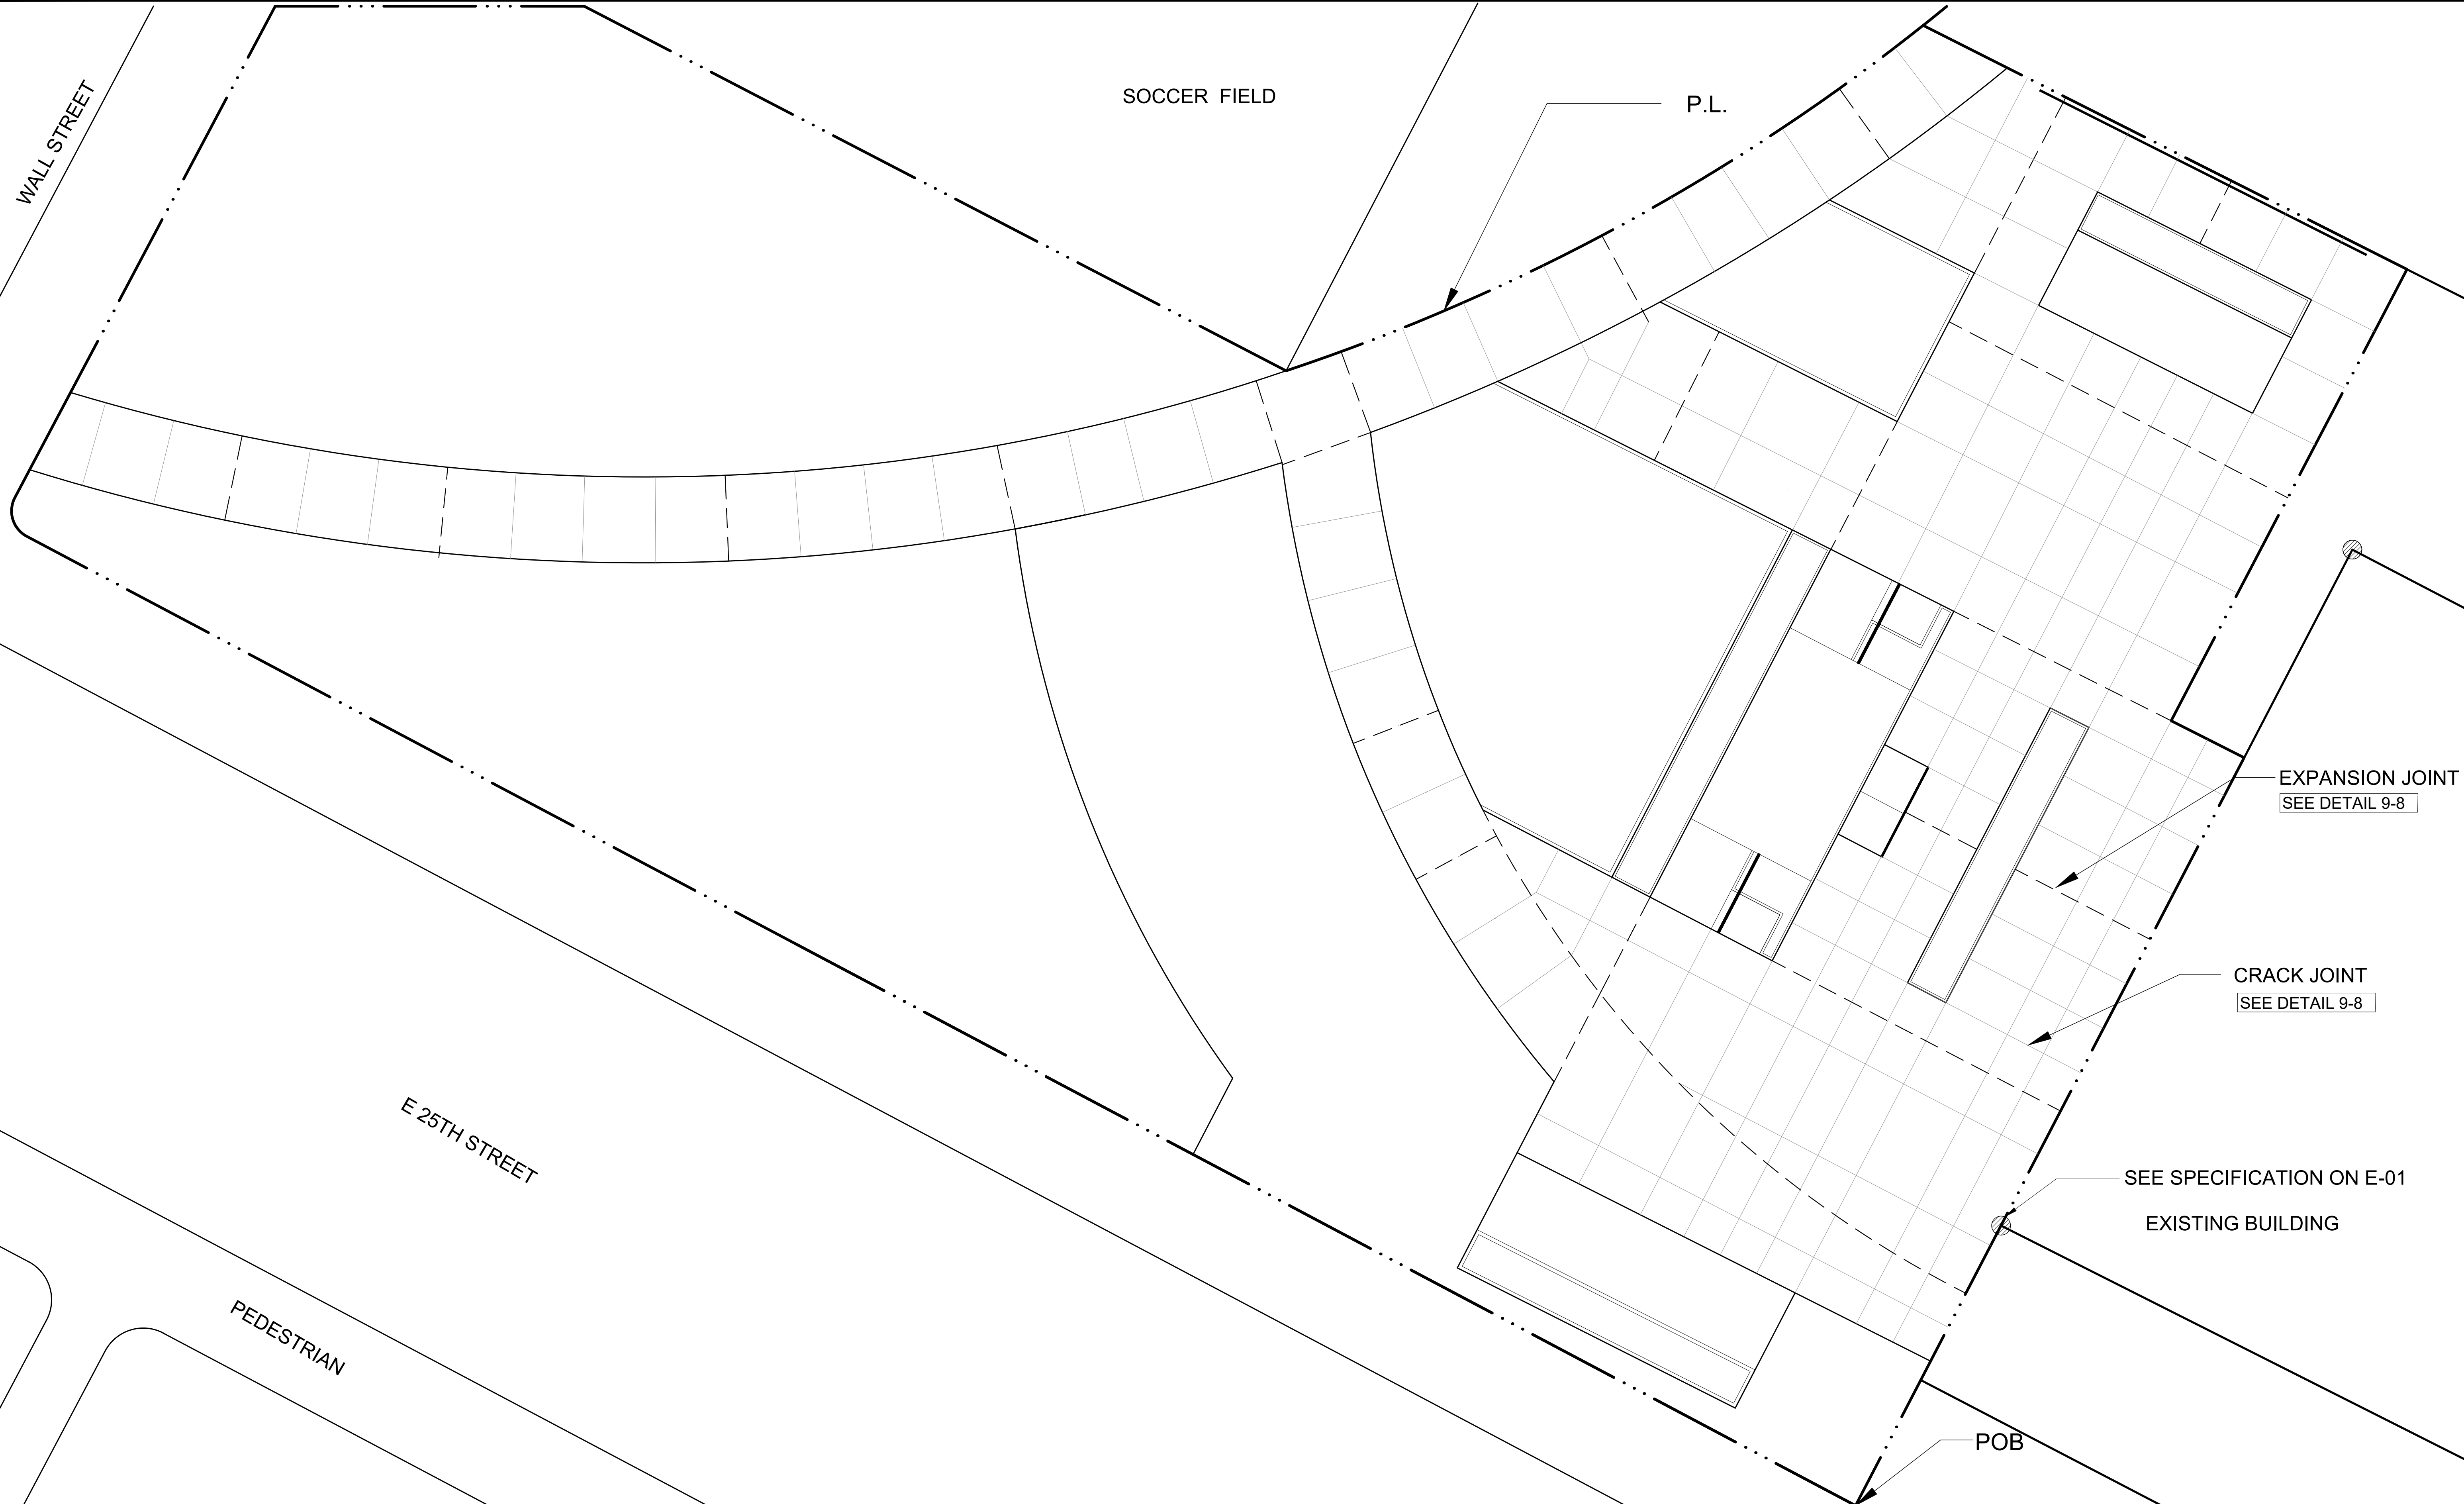 WALL STREET
SOCCER FIELD
P.L.
EXPANSION JOINT
SEE DETAIL 9-8
CRACK JOINT
SEE DETAIL 9-8
SEE SPECIFICATION ON E-01
EXISTING BUILDING
E 25TH STREET
PEDESTRIAN
POB